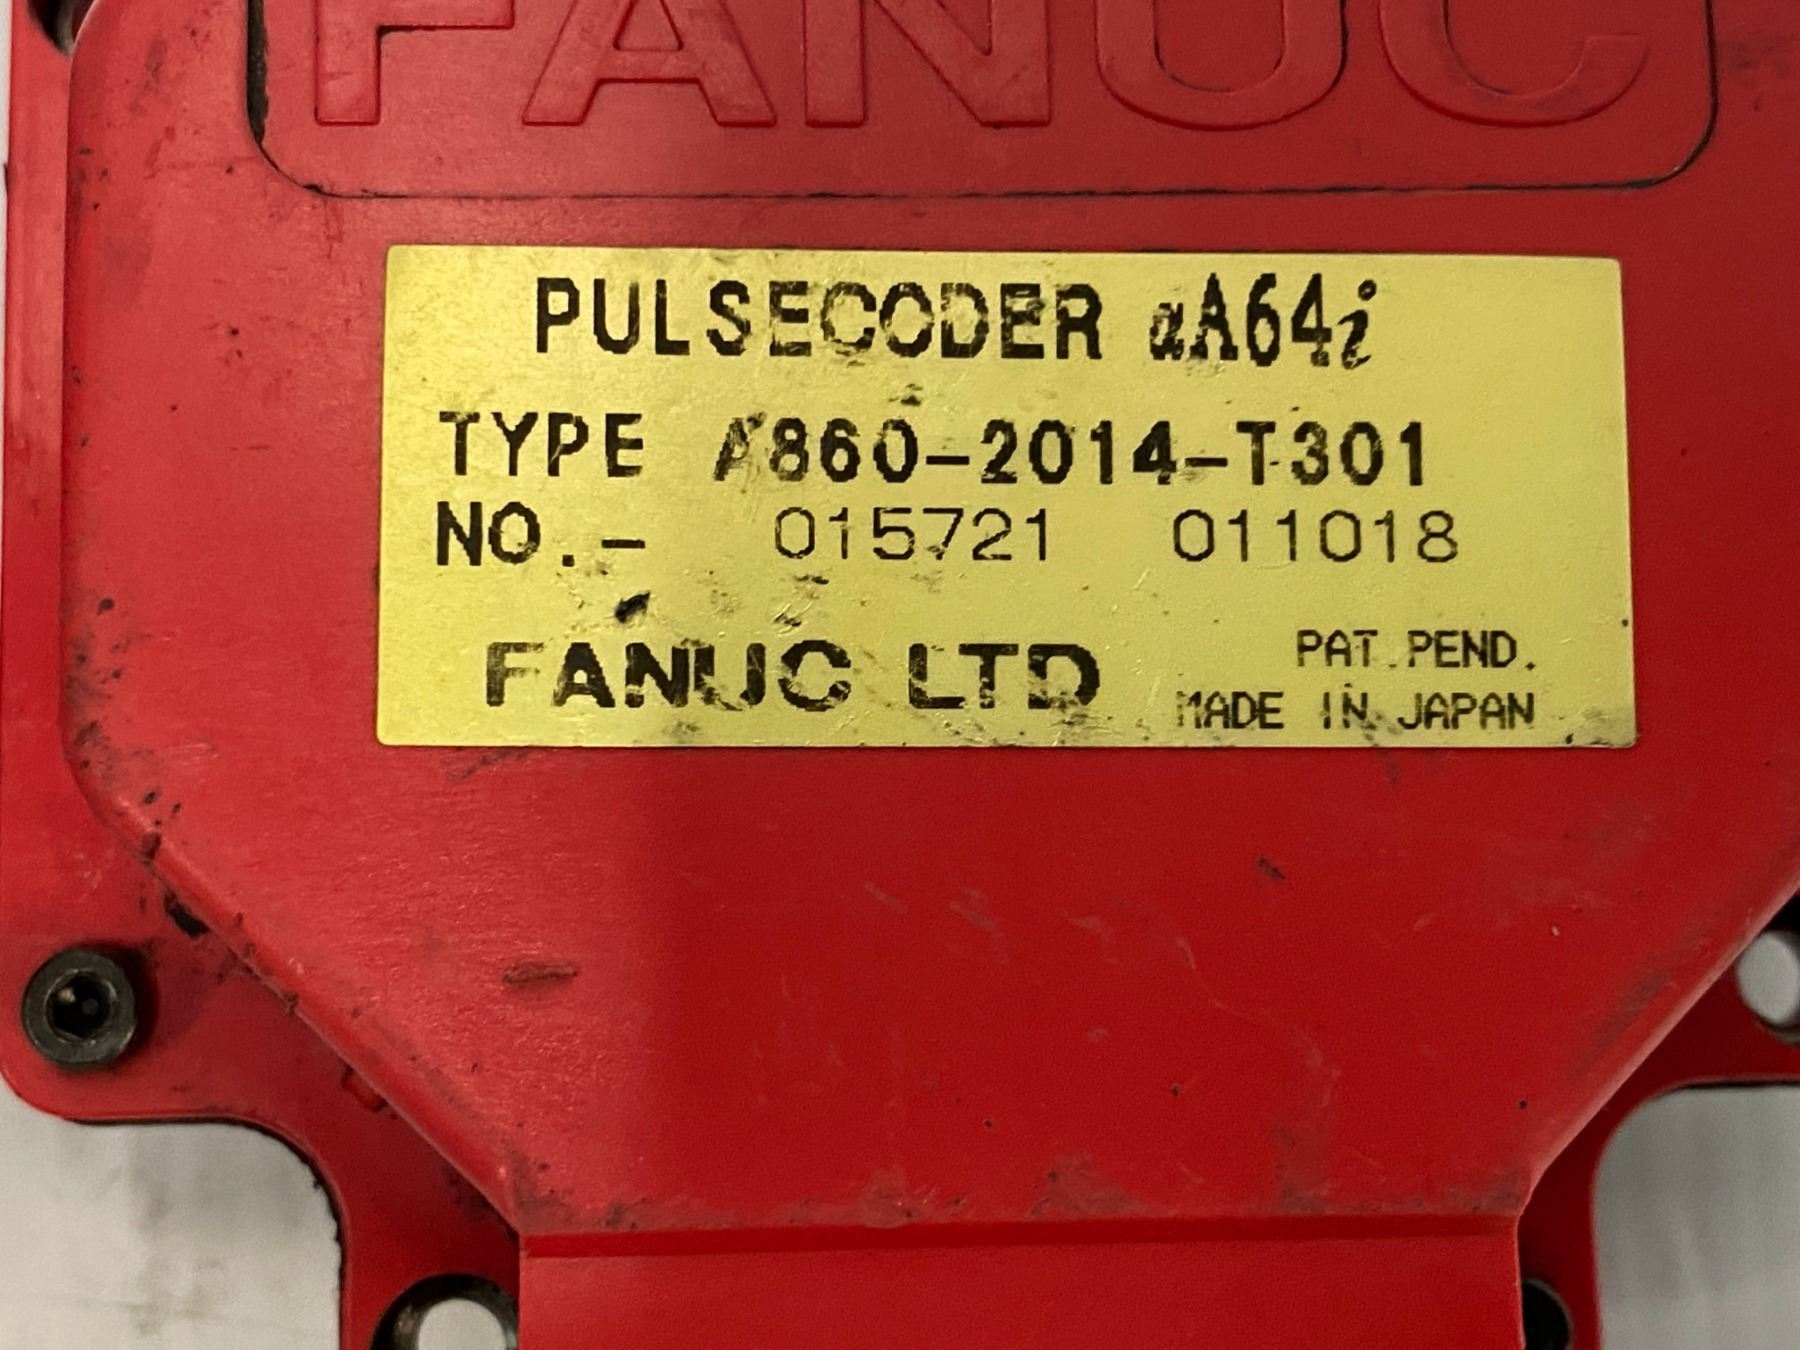 FANUC
PULSECODER αA64i
TYPE A860-2014-T301
NO.- 015721 011018
FANUC LTD
PAT.PEND.
MADE IN JAPAN